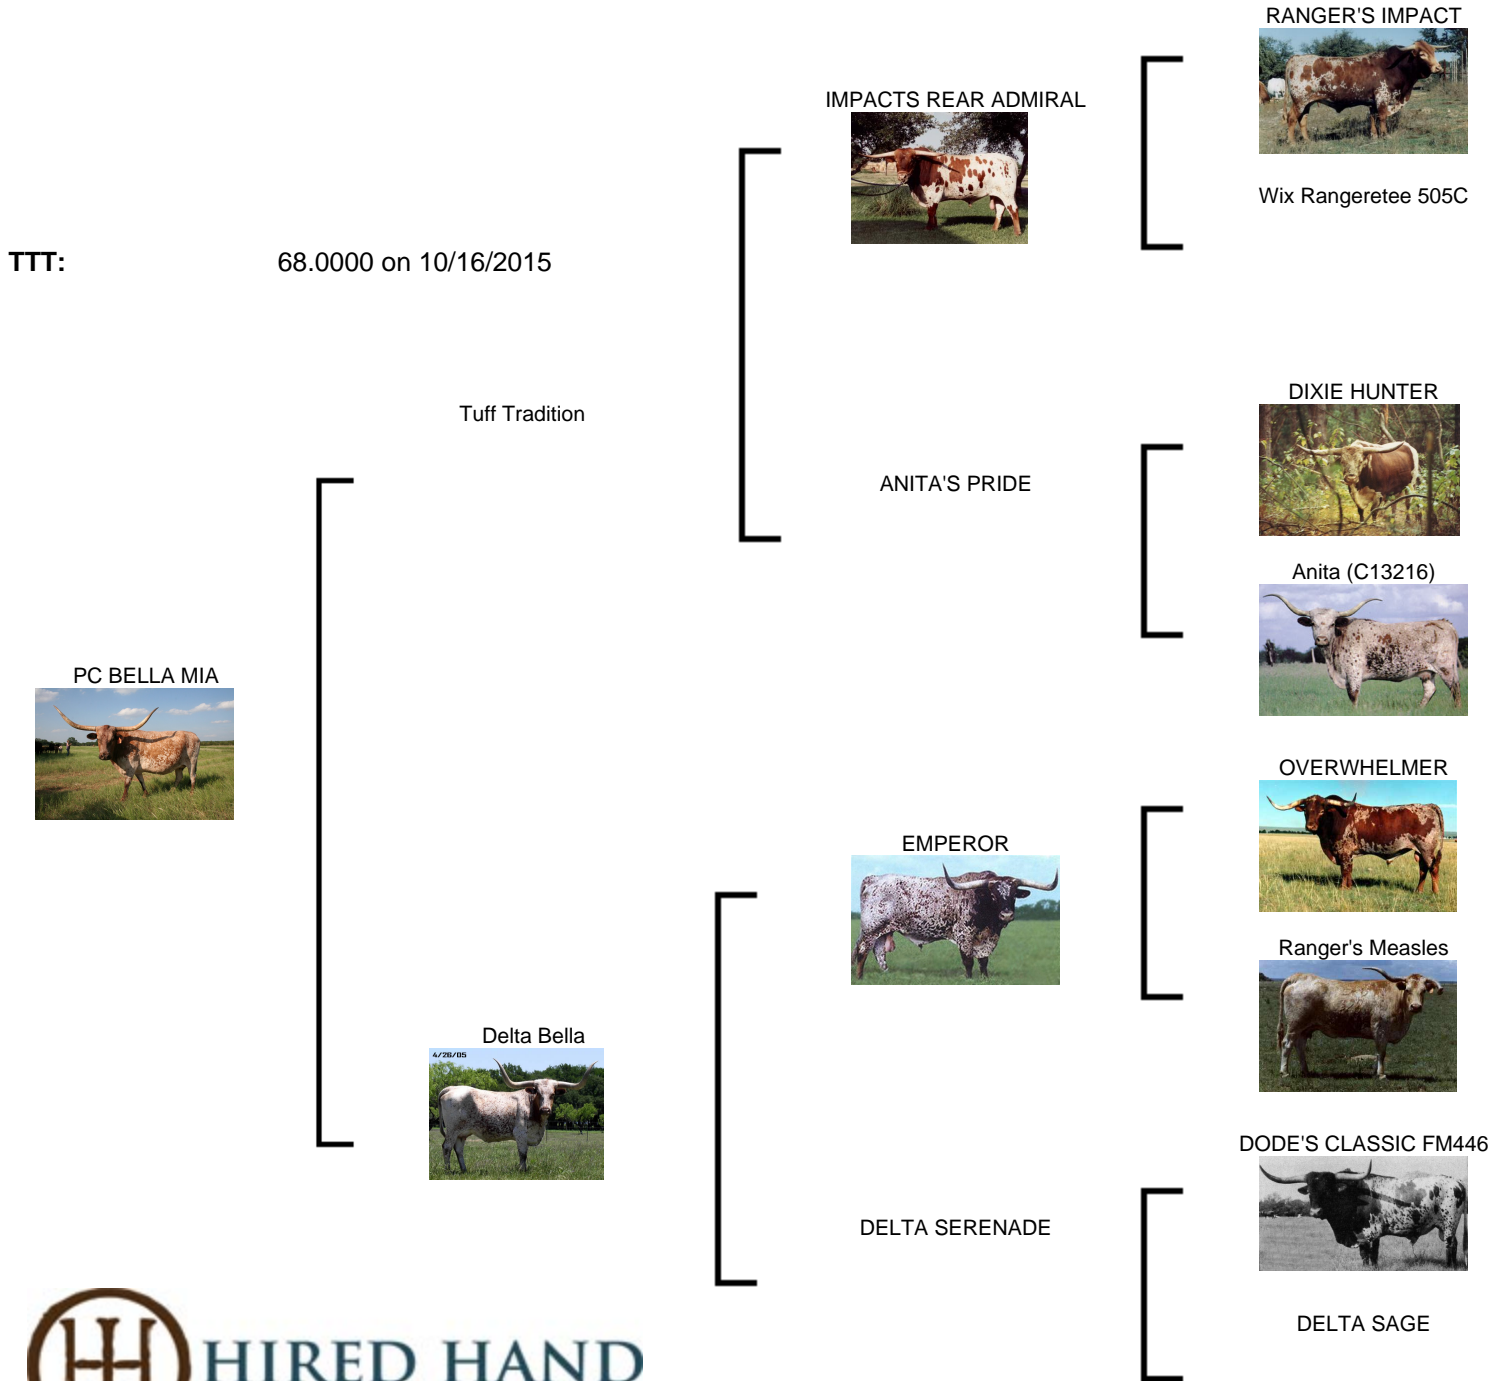 RANGER'S IMPACT
IMPACTS REAR ADMIRAL
Wix Rangeretee 505C
TTT: 68.0000 on 10/16/2015
DIXIE HUNTER
Tuff Tradition
ANITA'S PRIDE
Anita (C13216)
PC BELLA MIA
OVERWHELMER
EMPEROR
Ranger's Measles
Delta Bella
4/26/05
DODE'S CLASSIC FM446
DELTA SERENADE
DELTA SAGE
HIRED HAND